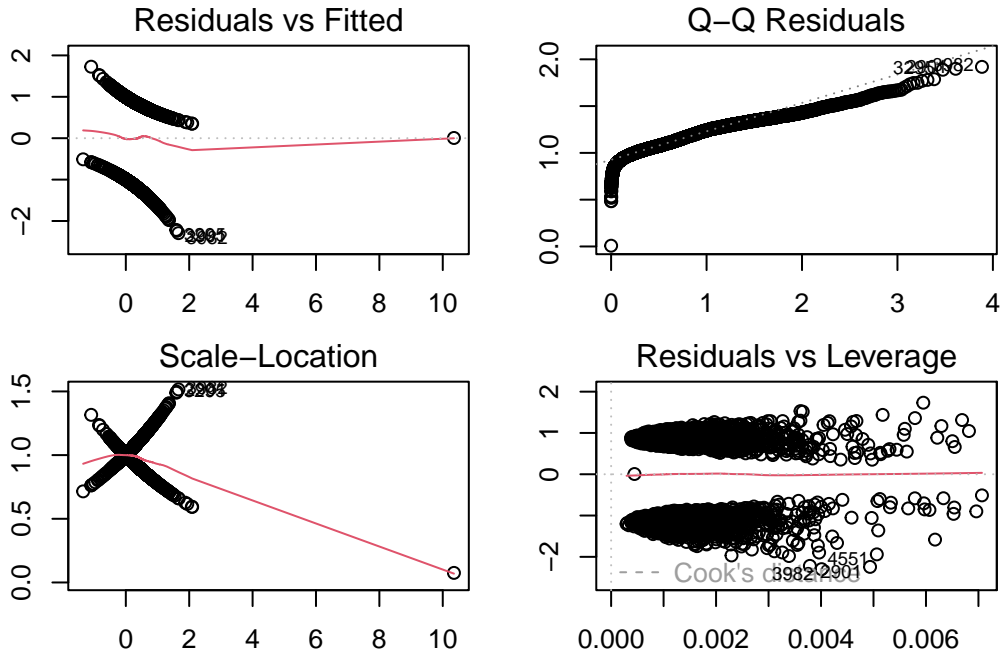 Residuals vs Fitted
2
1
0
−2
0 2 4 6 8 10
Q−Q Residuals
2.0
1.0
0.0
0 1 2 3 4
Scale−Location
1.5
1.0
0.5
0.0
0 2 4 6 8 10
Residuals vs Leverage
2
1
0
−2
4551
3982 2901
Cook's distance
0.000 0.002 0.004 0.006